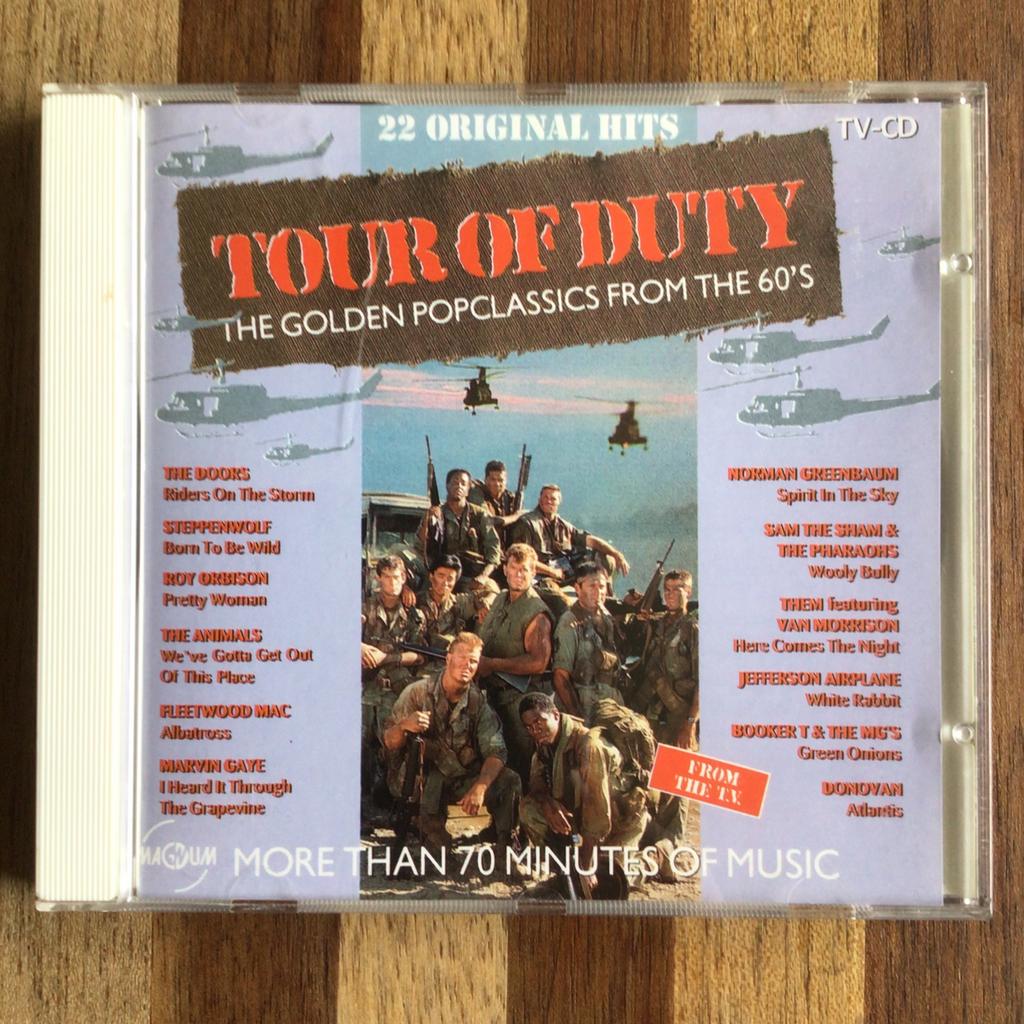 22 ORIGINAL HITS
TV-CD
TOUR OF DUTY
THE GOLDEN POPCLASSICS FROM THE 60'S
THE DOORS
Riders On The Storm
STEPPENWOLF
Born To Be Wild
ROY ORBISON
Pretty Woman
THE ANIMALS
We've Gotta Get Out
Of This Place
FLEETWOOD MAC
Albatross
MARVIN GAYE
I Heard It Through
The Grapevine
NORMAN GREENBAUM
Spirit In The Sky
SAM THE SHAM &
THE PHARAOHS
Wooly Bully
THEM featuring
VAN MORRISON
Here Comes The Night
JEFFERSON AIRPLANE
White Rabbit
BOOKER T & THE MG'S
Green Onions
DONOVAN
Atlantis
FROM
THE T.V.
MAGNUM
MORE THAN 70 MINUTES OF MUSIC